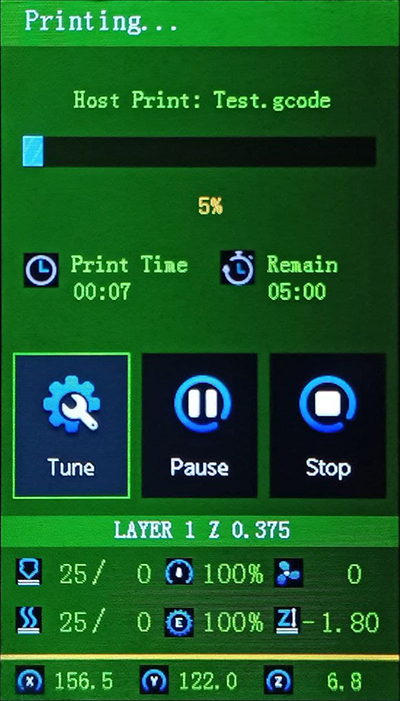 Printing...
Host Print: Test.gcode
5%
Print Time Remain
00:07 05:00
Tune Pause Stop
LAYER 1 Z 0.375
25/ 0 100% 0
25/ 0 E 100% Z -1.80
X 156.5 Y 122.0 Z 6.8